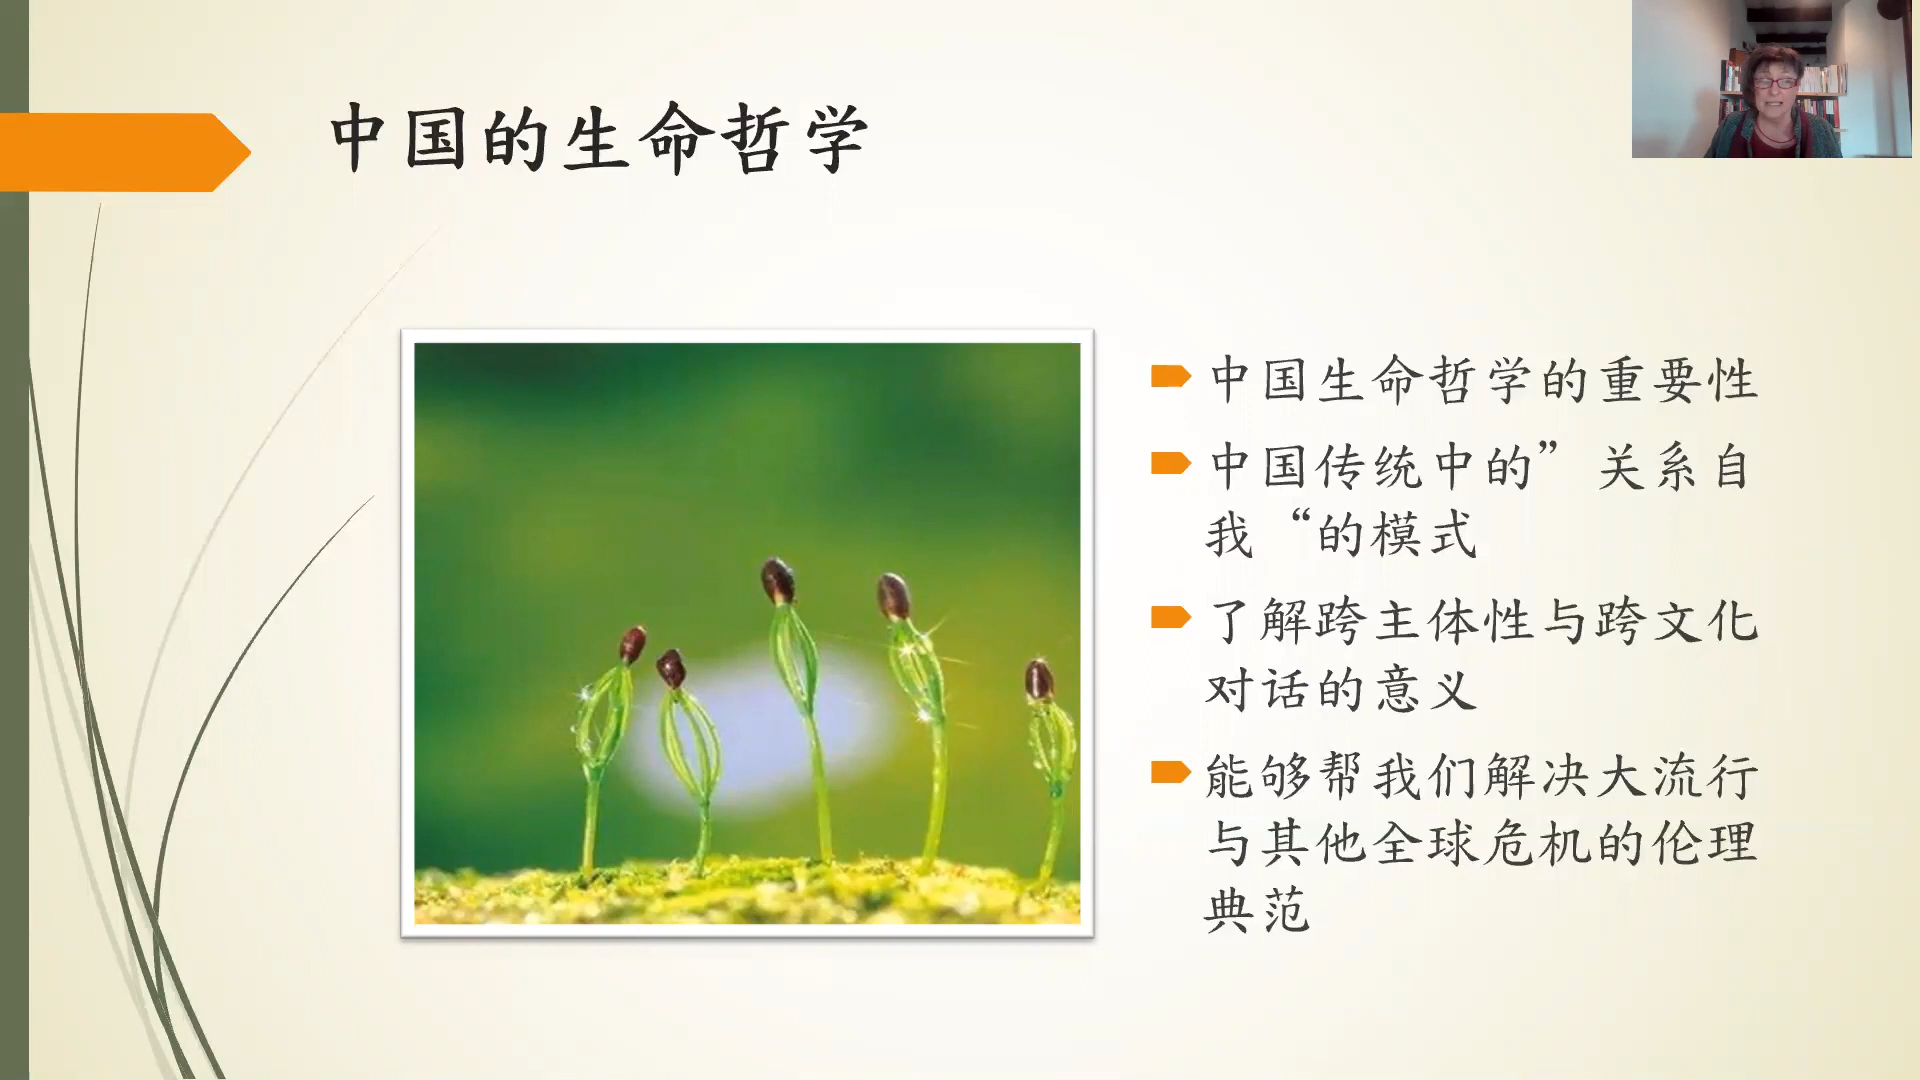 中国的生命哲学
中国生命哲学的重要性
中国传统中的”关系自
我“的模式
了解跨主体性与跨文化
对话的意义
能够帮我们解决大流行
与其他全球危机的伦理
典范